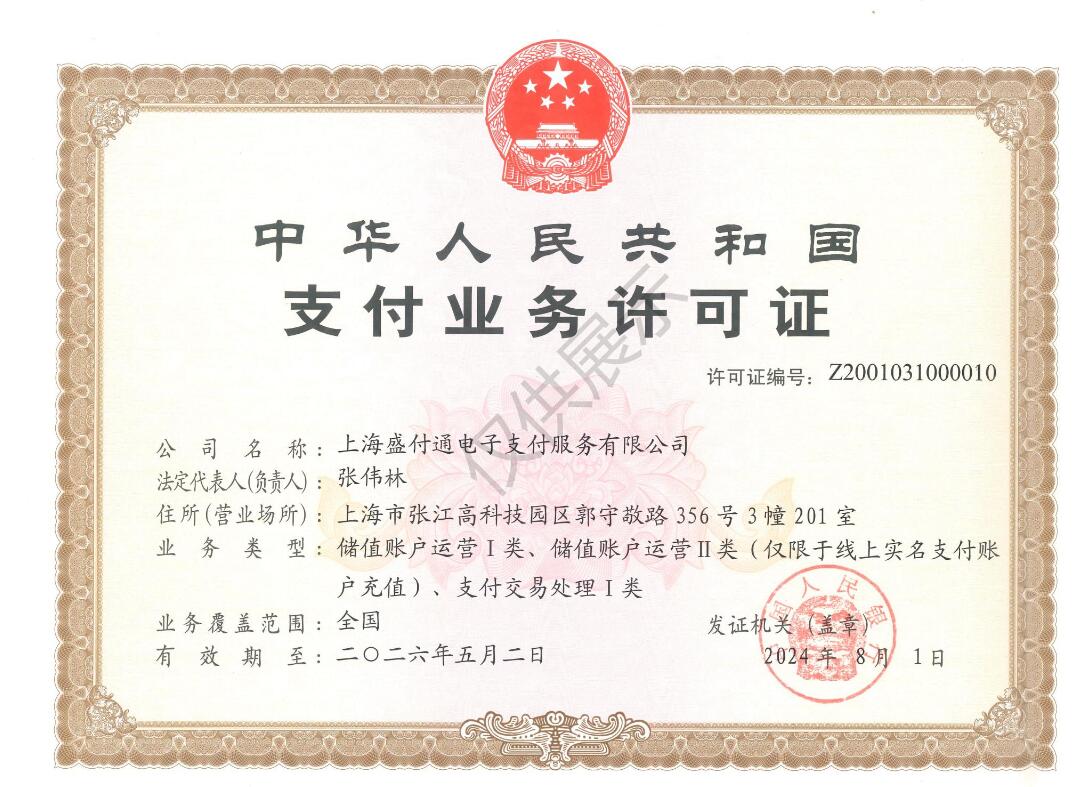 中华人民共和国
支付业务许可证
许可证编号：Z2001031000010
公司名称：上海盛付通电子支付服务有限公司
法定代表人(负责人)：张伟林
住所(营业场所)：上海市张江高科技园区郭守敬路356号3幢201室
业务类型：储值账户运营Ⅰ类、储值账户运营Ⅱ类（仅限于线上实名支付账
户充值）、支付交易处理Ⅰ类
业务覆盖范围：全国
有效期至：二〇二六年五月二日
发证机关（盖章）
2024年8月1日
中国人民银行
仅供展示